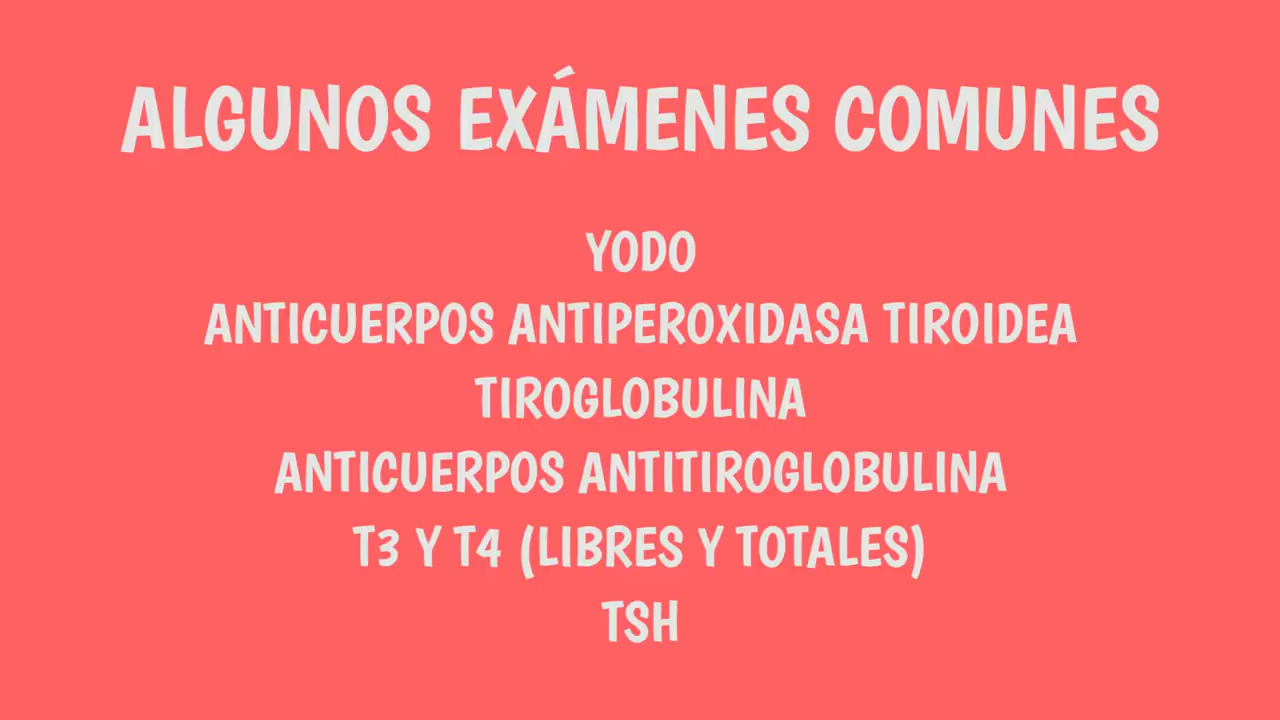 ALGUNOS EXÁMENES COMUNES
YODO
ANTICUERPOS ANTIPEROXIDASA TIROIDEA
TIROGLOBULINA
ANTICUERPOS ANTITIROGLOBULINA
T3 Y T4 (LIBRES Y TOTALES)
TSH